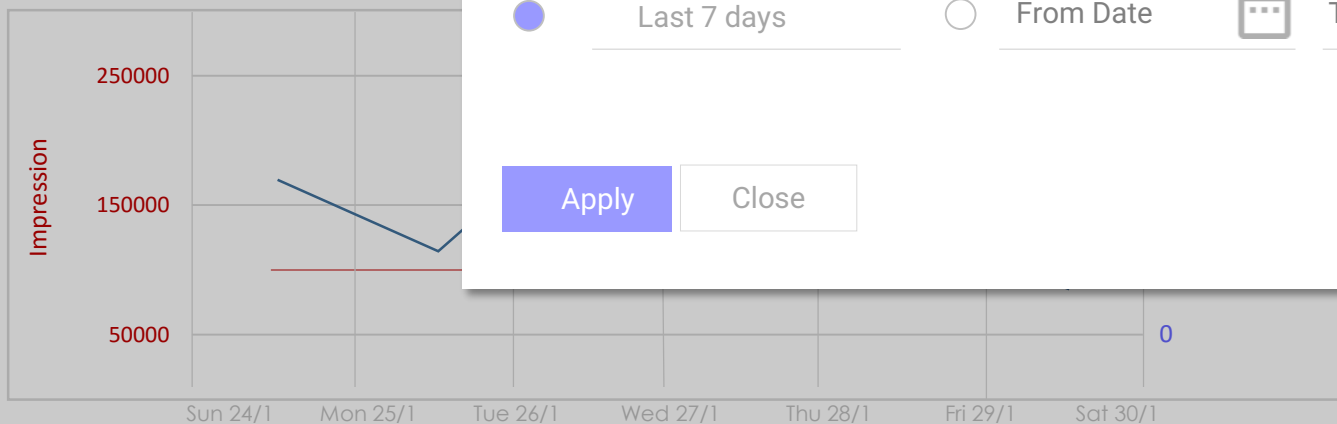 Last 7 days
From Date
250000
Impression
150000
Apply
Close
50000
0
Sun 24/1
Mon 25/1
Tue 26/1
Wed 27/1
Thu 28/1
Fri 29/1
Sat 30/1